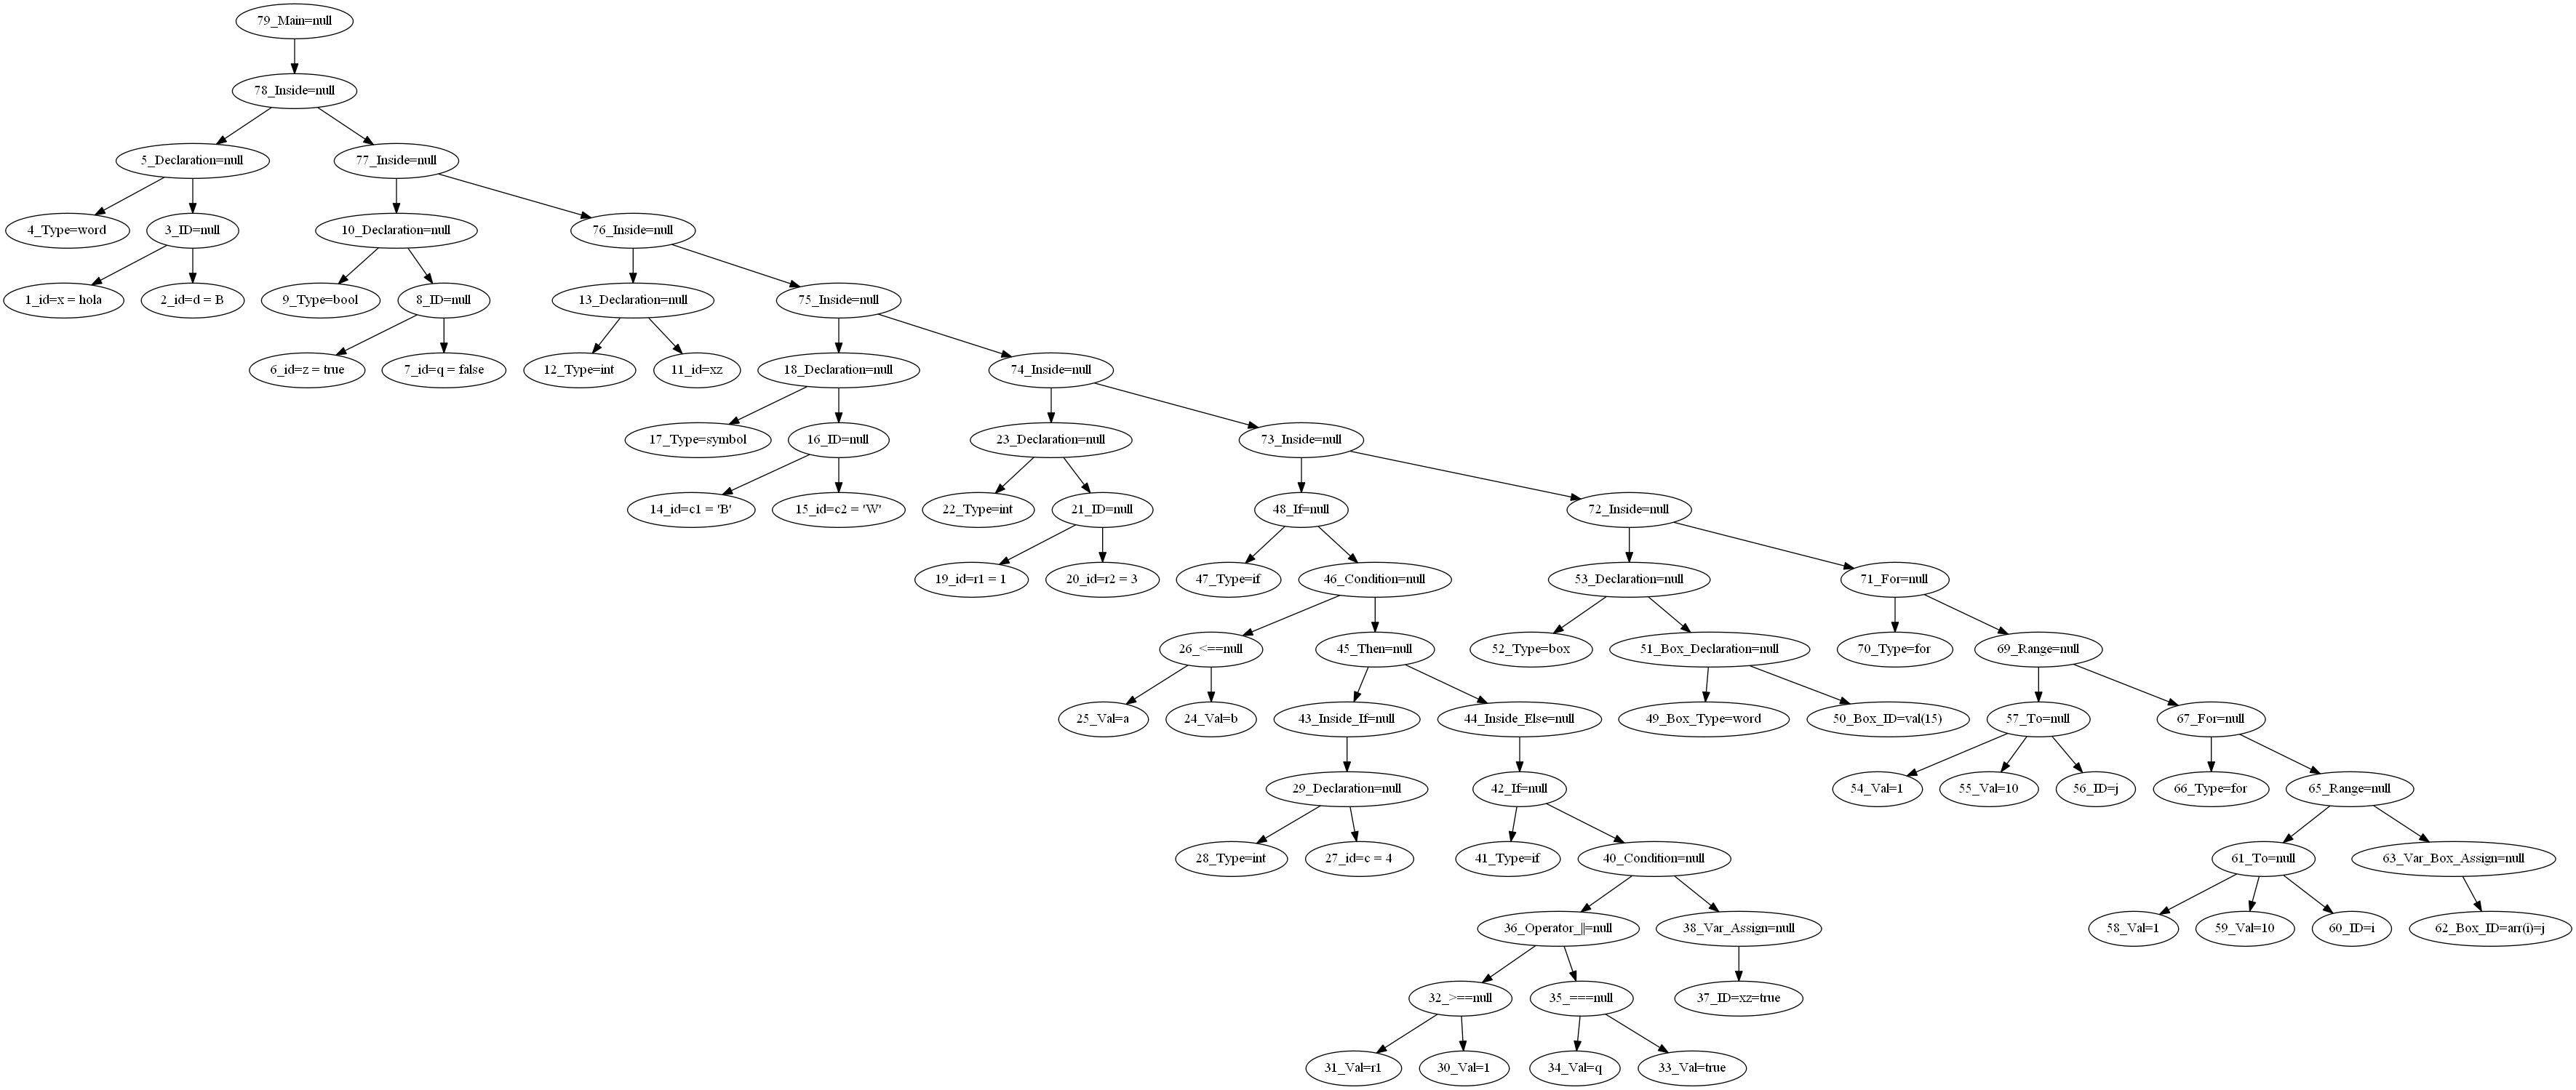 79_Main=null
78_Inside=null
5_Declaration=null
77_Inside=null
4_Type=word
3_ID=null
10_Declaration=null
76_Inside=null
1_id=x = hola
2_id=d = B
9_Type=bool
8_ID=null
13_Declaration=null
75_Inside=null
6_id=z = true
7_id=q = false
12_Type=int
11_id=xz
18_Declaration=null
74_Inside=null
17_Type=symbol
16_ID=null
23_Declaration=null
73_Inside=null
14_id=c1 = 'B'
15_id=c2 = 'W'
22_Type=int
21_ID=null
48_If=null
72_Inside=null
19_id=r1 = 1
20_id=r2 = 3
47_Type=if
46_Condition=null
53_Declaration=null
71_For=null
26_<==null
45_Then=null
52_Type=box
51_Box_Declaration=null
70_Type=for
69_Range=null
25_Val=a
24_Val=b
43_Inside_If=null
44_Inside_Else=null
49_Box_Type=word
50_Box_ID=val(15)
57_To=null
67_For=null
29_Declaration=null
42_If=null
54_Val=1
55_Val=10
56_ID=j
66_Type=for
65_Range=null
28_Type=int
27_id=c = 4
41_Type=if
40_Condition=null
61_To=null
63_Var_Box_Assign=null
36_Operator_||=null
38_Var_Assign=null
58_Val=1
59_Val=10
60_ID=i
62_Box_ID=arr(i)=j
32_>==null
35_===null
37_ID=xz=true
31_Val=r1
30_Val=1
34_Val=q
33_Val=true